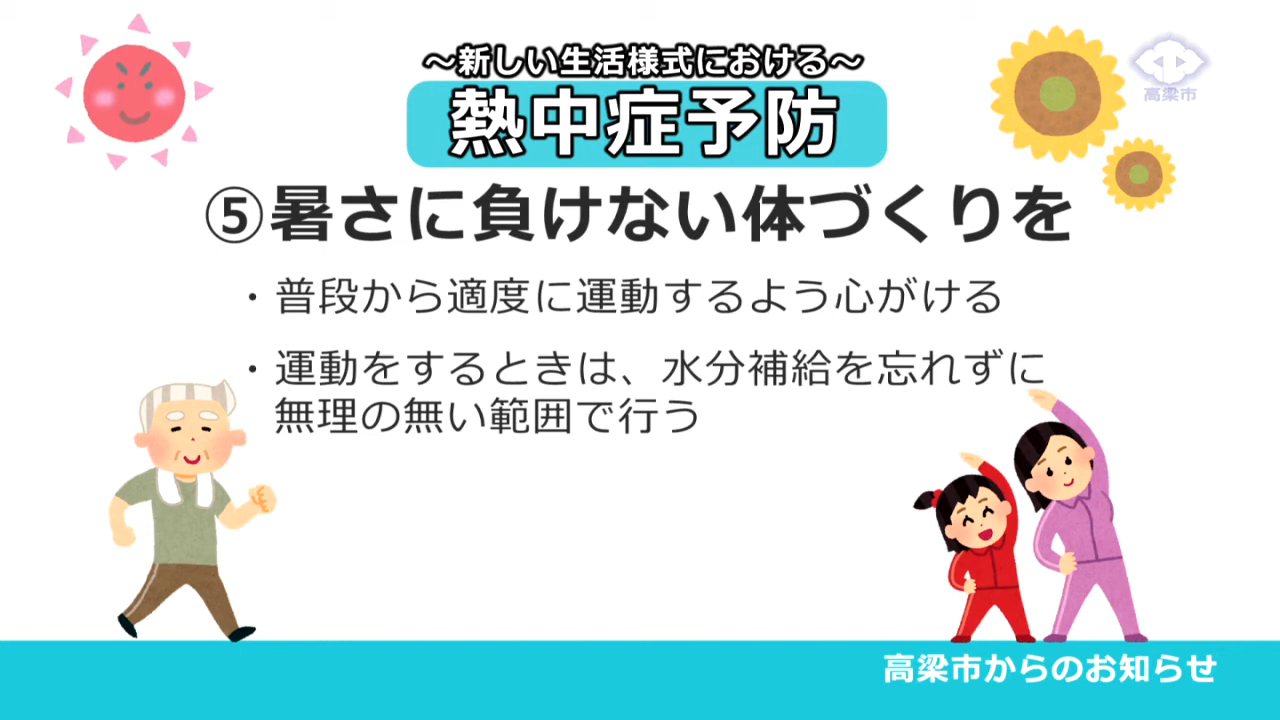 ～新しい生活様式における～
熱中症予防
高梁市
⑤暑さに負けない体づくりを
・普段から適度に運動するよう心がける
・運動をするときは、水分補給を忘れずに
無理の無い範囲で行う
高梁市からのお知らせ